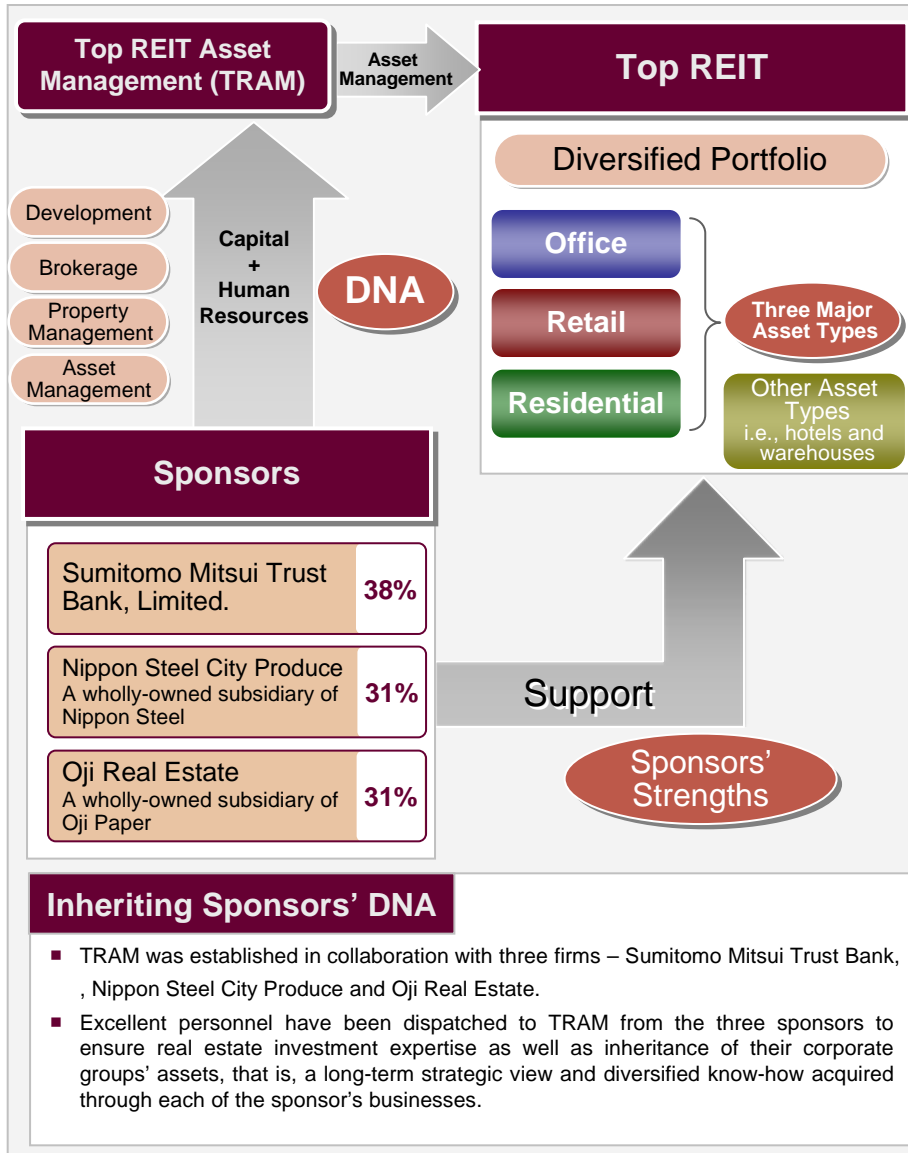 Top REIT Asset
Management (TRAM)
Asset
Management
Top REIT
Diversified Portfolio
Development
Brokerage
Property
Management
Asset
Management
Capital
+
Human
Resources
DNA
Office
Retail
Residential
Three Major
Asset Types
Other Asset
Types
i.e., hotels and
warehouses
Sponsors
Sumitomo Mitsui Trust
Bank, Limited.
38%
Nippon Steel City Produce
A wholly-owned subsidiary of
Nippon Steel
31%
Oji Real Estate
A wholly-owned subsidiary of
Oji Paper
31%
Support
Sponsors’
Strengths
Inheriting Sponsors’ DNA
■ TRAM was established in collaboration with three firms – Sumitomo Mitsui Trust Bank,
, Nippon Steel City Produce and Oji Real Estate.
■ Excellent personnel have been dispatched to TRAM from the three sponsors to
ensure real estate investment expertise as well as inheritance of their corporate
groups’ assets, that is, a long-term strategic view and diversified know-how acquired
through each of the sponsor’s businesses.